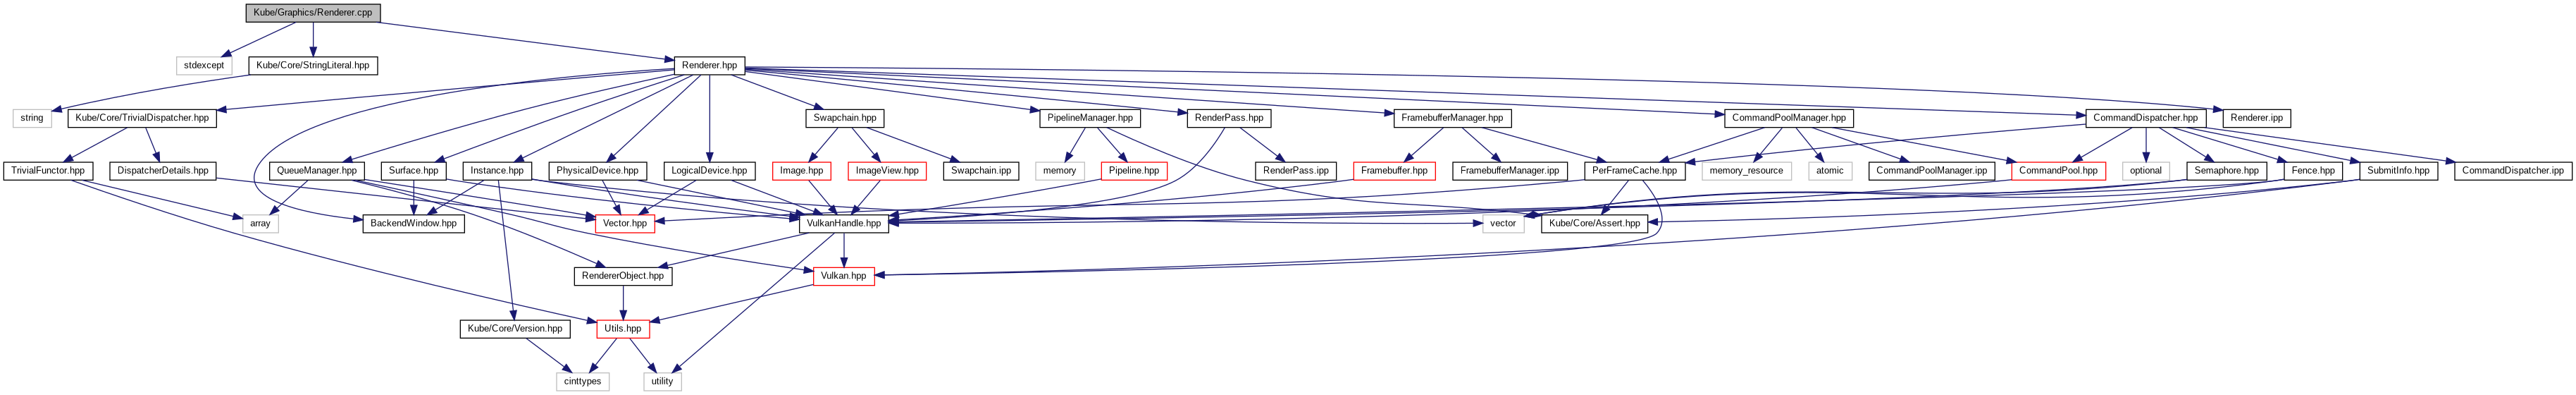 Kube/Graphics/Renderer.cpp
stdexcept
Kube/Core/StringLiteral.hpp
Renderer.hpp
string
Kube/Core/TrivialDispatcher.hpp
Swapchain.hpp
PipelineManager.hpp
RenderPass.hpp
FramebufferManager.hpp
CommandPoolManager.hpp
CommandDispatcher.hpp
Renderer.ipp
TrivialFunctor.hpp
DispatcherDetails.hpp
QueueManager.hpp
Surface.hpp
Instance.hpp
PhysicalDevice.hpp
LogicalDevice.hpp
Image.hpp
ImageView.hpp
Swapchain.ipp
memory
Pipeline.hpp
RenderPass.ipp
Framebuffer.hpp
FramebufferManager.ipp
PerFrameCache.hpp
memory_resource
atomic
CommandPoolManager.ipp
CommandPool.hpp
optional
Semaphore.hpp
Fence.hpp
SubmitInfo.hpp
CommandDispatcher.ipp
array
BackendWindow.hpp
Vector.hpp
VulkanHandle.hpp
vector
Kube/Core/Assert.hpp
RendererObject.hpp
Vulkan.hpp
Kube/Core/Version.hpp
Utils.hpp
cinttypes
utility